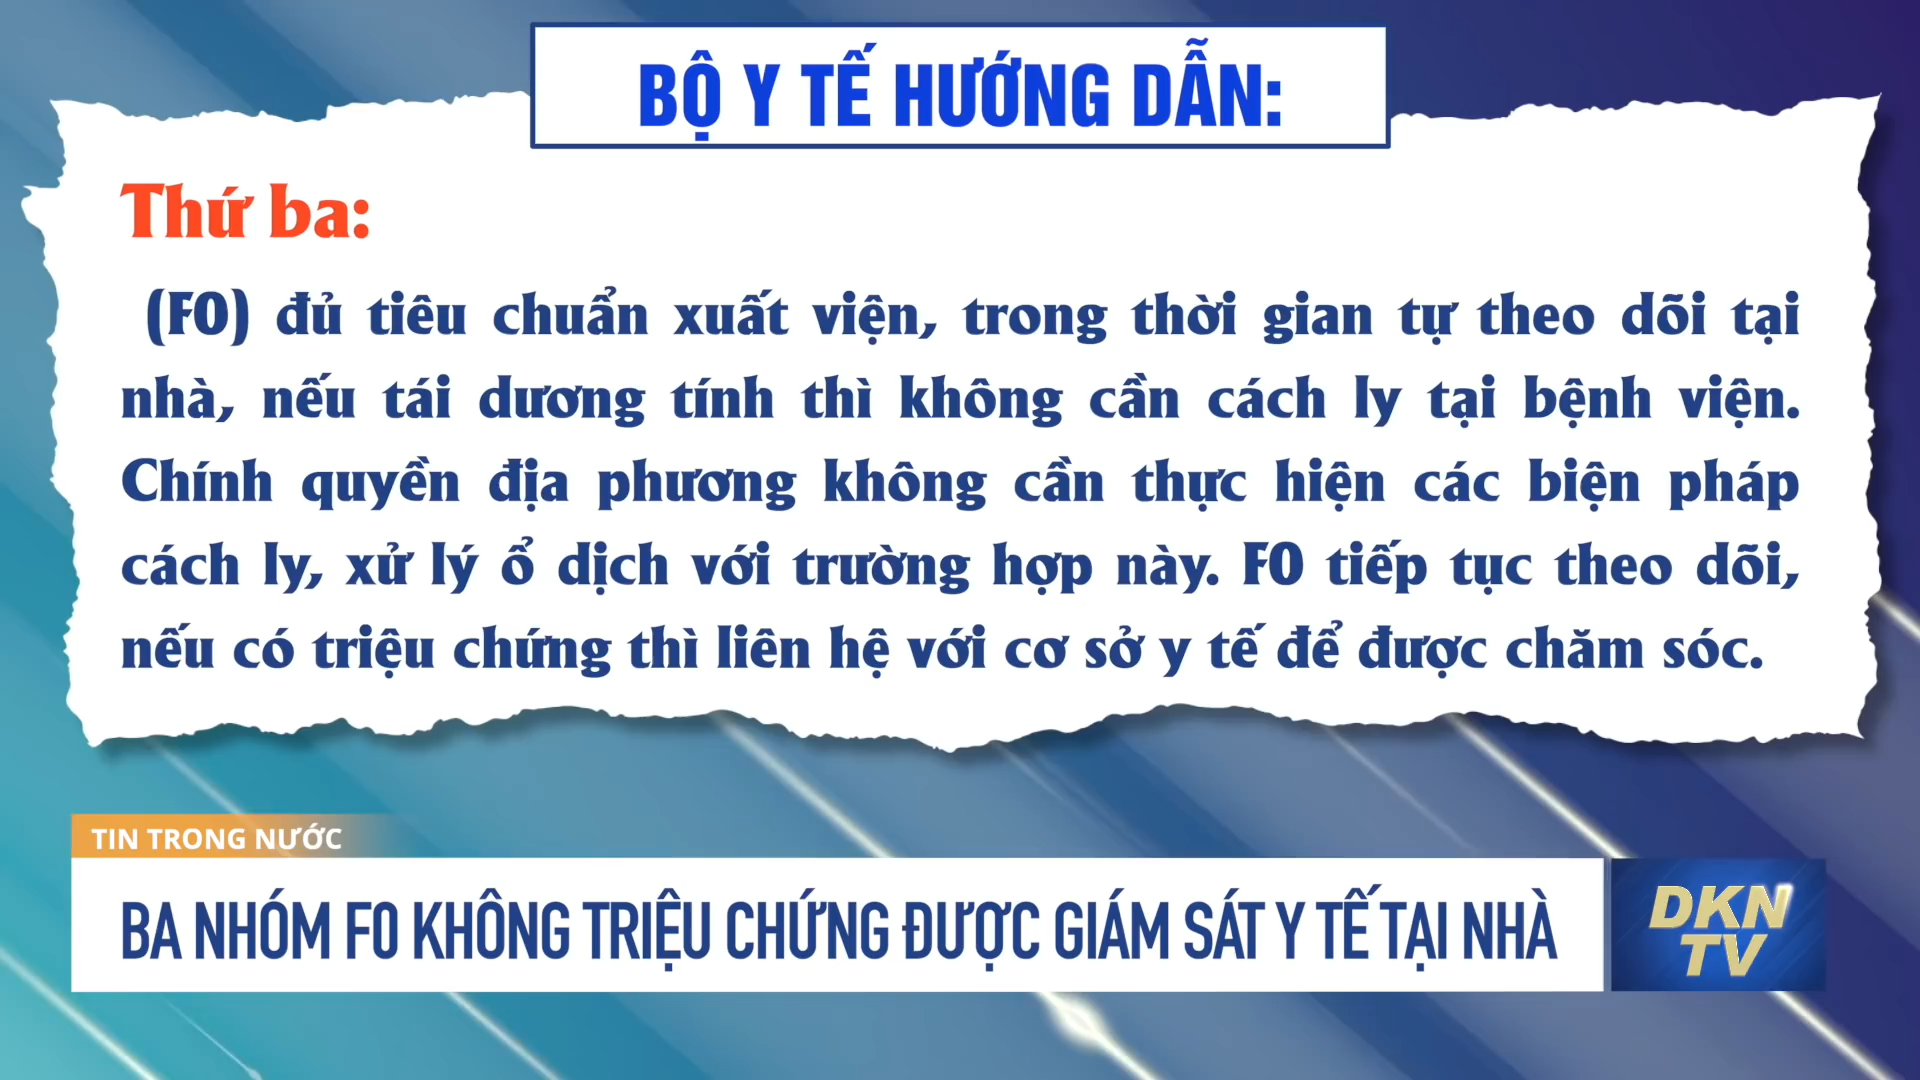 BỘ Y TẾ HƯỚNG DẪN:
Thứ ba:
(F0) đủ tiêu chuẩn xuất viện, trong thời gian tự theo dõi tại
nhà, nếu tái dương tính thì không cần cách ly tại bệnh viện.
Chính quyền địa phương không cần thực hiện các biện pháp
cách ly, xử lý ổ dịch với trường hợp này. F0 tiếp tục theo dõi,
nếu có triệu chứng thì liên hệ với cơ sở y tế để được chăm sóc.
TIN TRONG NƯỚC
BA NHÓM F0 KHÔNG TRIỆU CHỨNG ĐƯỢC GIÁM SÁT Y TẾ TẠI NHÀ
DKN
TV